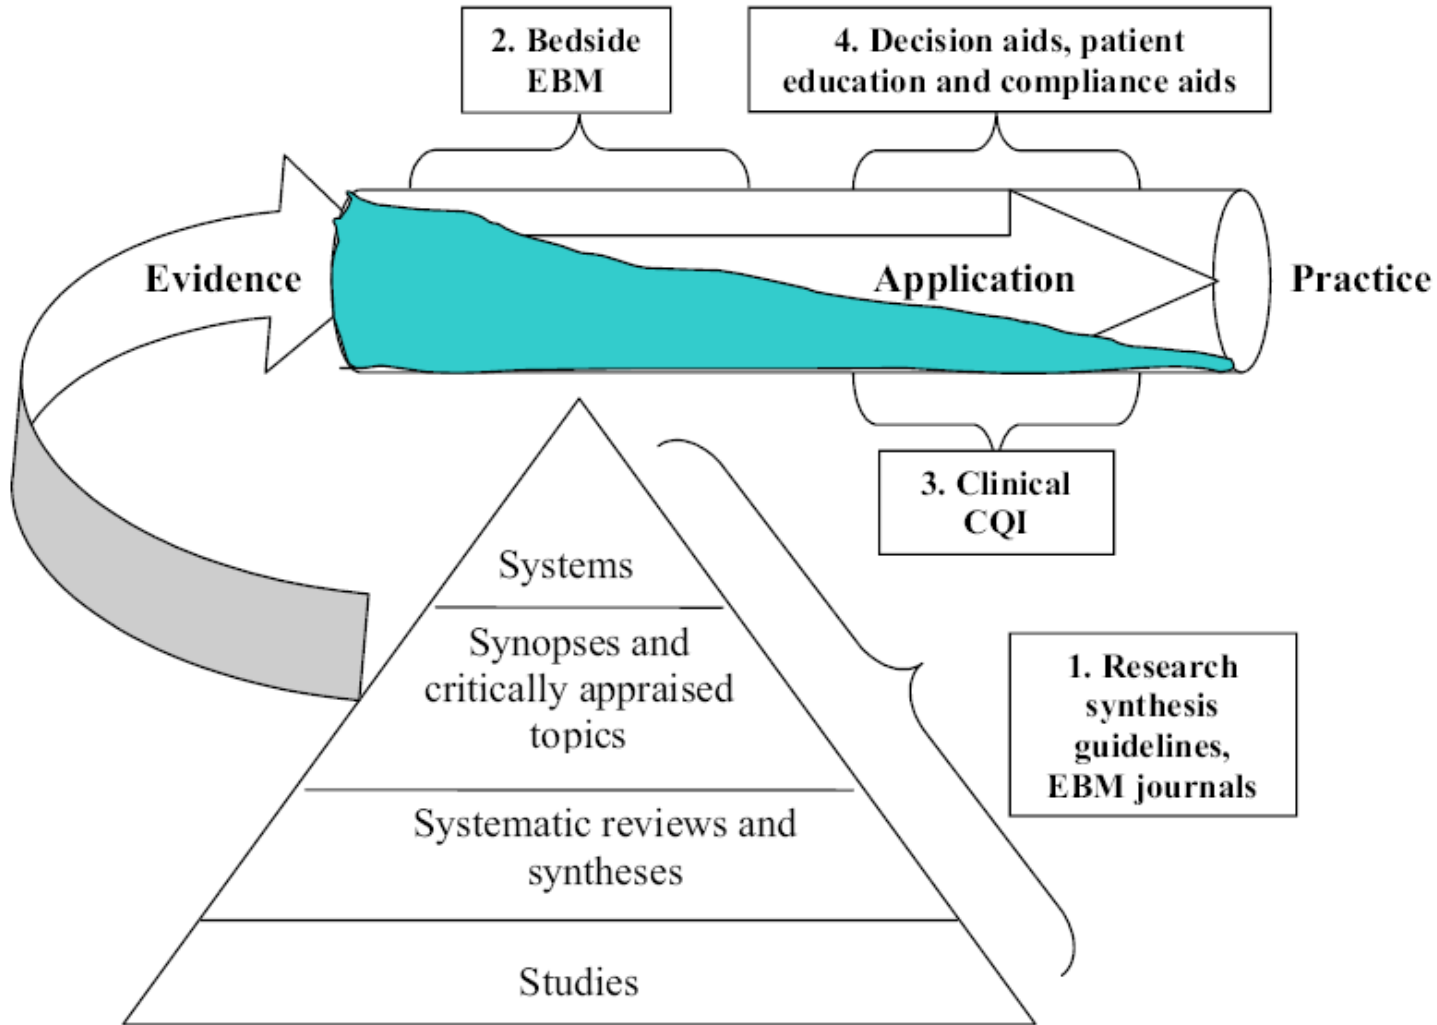 2. Bedside
EBM
4. Decision aids, patient
education and compliance aids
Evidence
Application
Practice
3. Clinical
CQI
Systems
Synopses and
critically appraised
topics
Systematic reviews and
syntheses
Studies
1. Research
synthesis
guidelines,
EBM journals